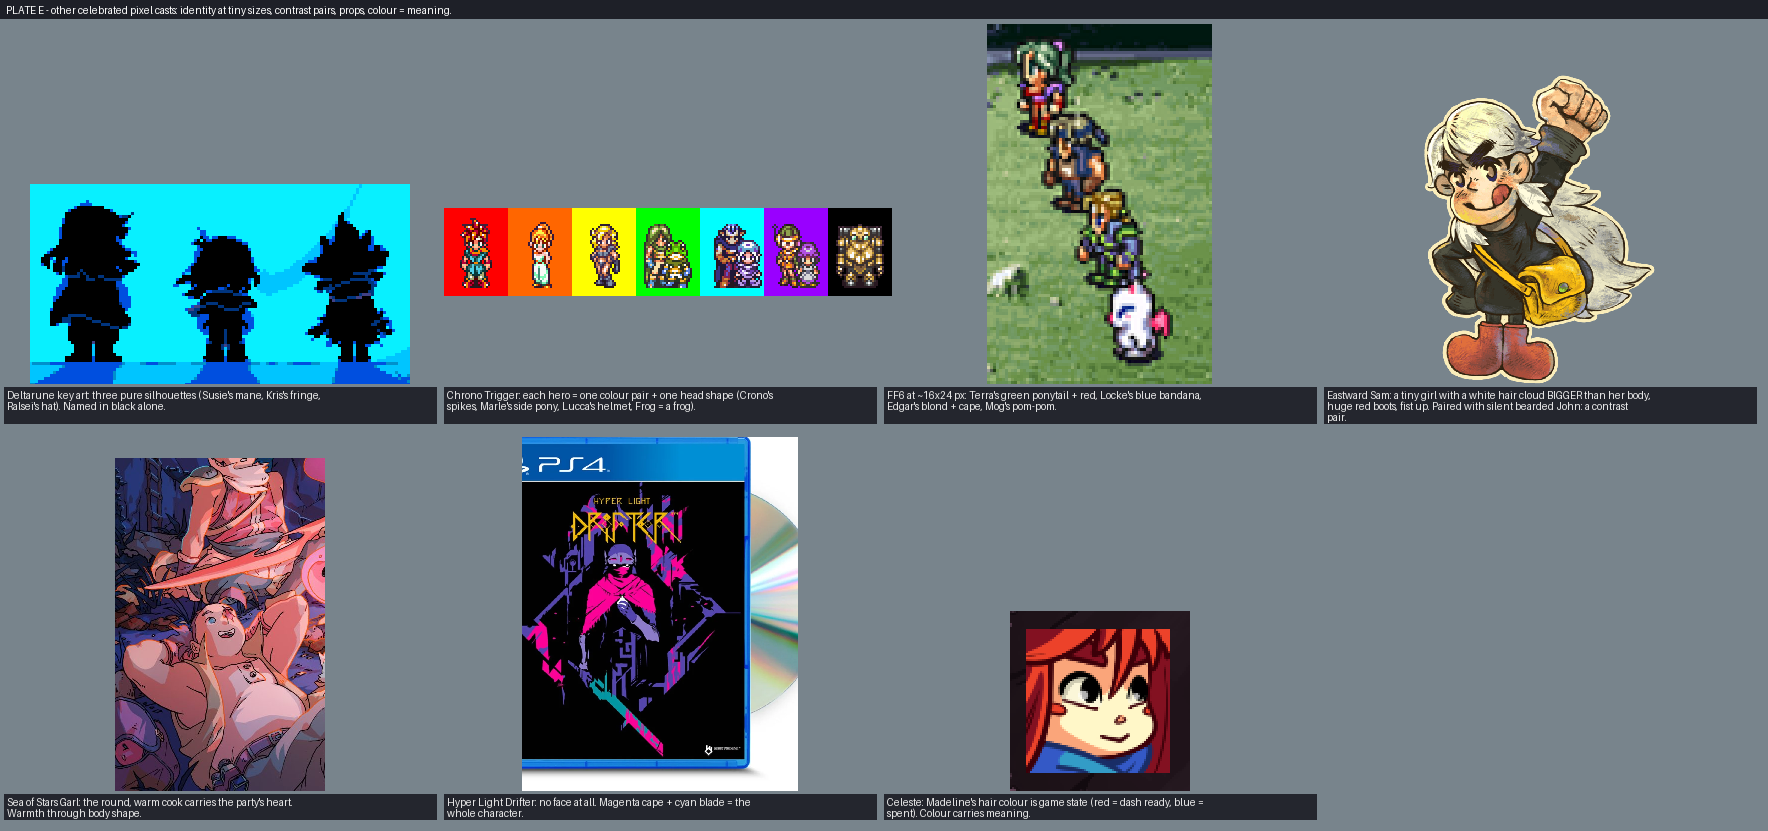 PLATE E - other celebrated pixel casts: identity at tiny sizes, contrast pairs, props, colour = meaning.
Deltarune key art: three pure silhouettes (Susie's mane, Kris's fringe,
Ralsei's hat). Named in black alone.
Chrono Trigger: each hero = one colour pair + one head shape (Crono's
spikes, Marle's side pony, Lucca's helmet, Frog = a frog).
FF6 at ~16x24 px: Terra's green ponytail + red, Locke's blue bandana,
Edgar's blond + cape, Mog's pom-pom.
Eastward Sam: a tiny girl with a white hair cloud BIGGER than her body,
huge red boots, fist up. Paired with silent bearded John: a contrast
pair.
PS4
HYPER LIGHT
DRIFTER
Sea of Stars Garl: the round, warm cook carries the party's heart.
Warmth through body shape.
Hyper Light Drifter: no face at all. Magenta cape + cyan blade = the
whole character.
Celeste: Madeline's hair colour is game state (red = dash ready, blue =
spent). Colour carries meaning.